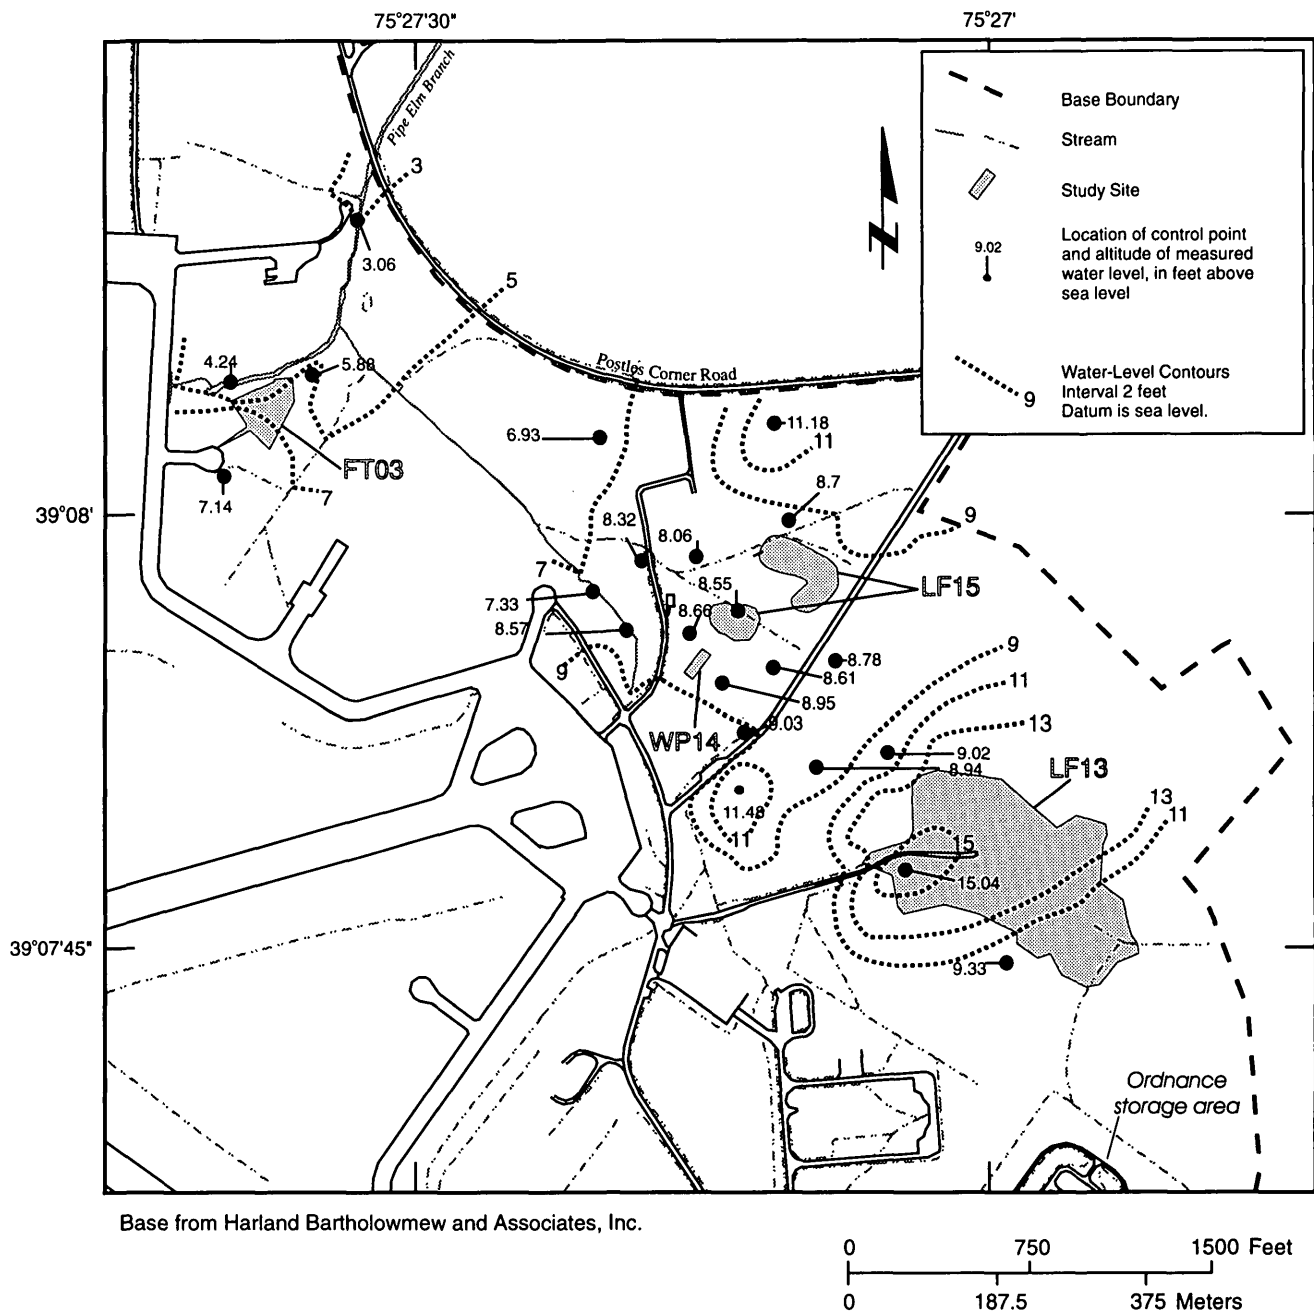 75°27'30"
75°27'
Pipe Elm Branch
Base Boundary
Stream
Study Site
9.02
Location of control point
and altitude of measured
water level, in feet above
sea level
9
Water-Level Contours
Interval 2 feet
Datum is sea level.
3
3.06
5
4.24
5.88
Postles Corner Road
6.93
11.18
11
FT03
7
7.14
8.7
39°08'
8.32
8.06
9
7
8.55
LF15
7.33
8.66
8.57
9
8.78
8.61
9
8.95
11
9.03
13
WP14
9.02
8.94
LF13
13
11
11.48
11
15
15.04
39°07'45"
9.33
Ordnance
storage area
Base from Harland Bartholowmew and Associates, Inc.
0 750 1500 Feet
0 187.5 375 Meters